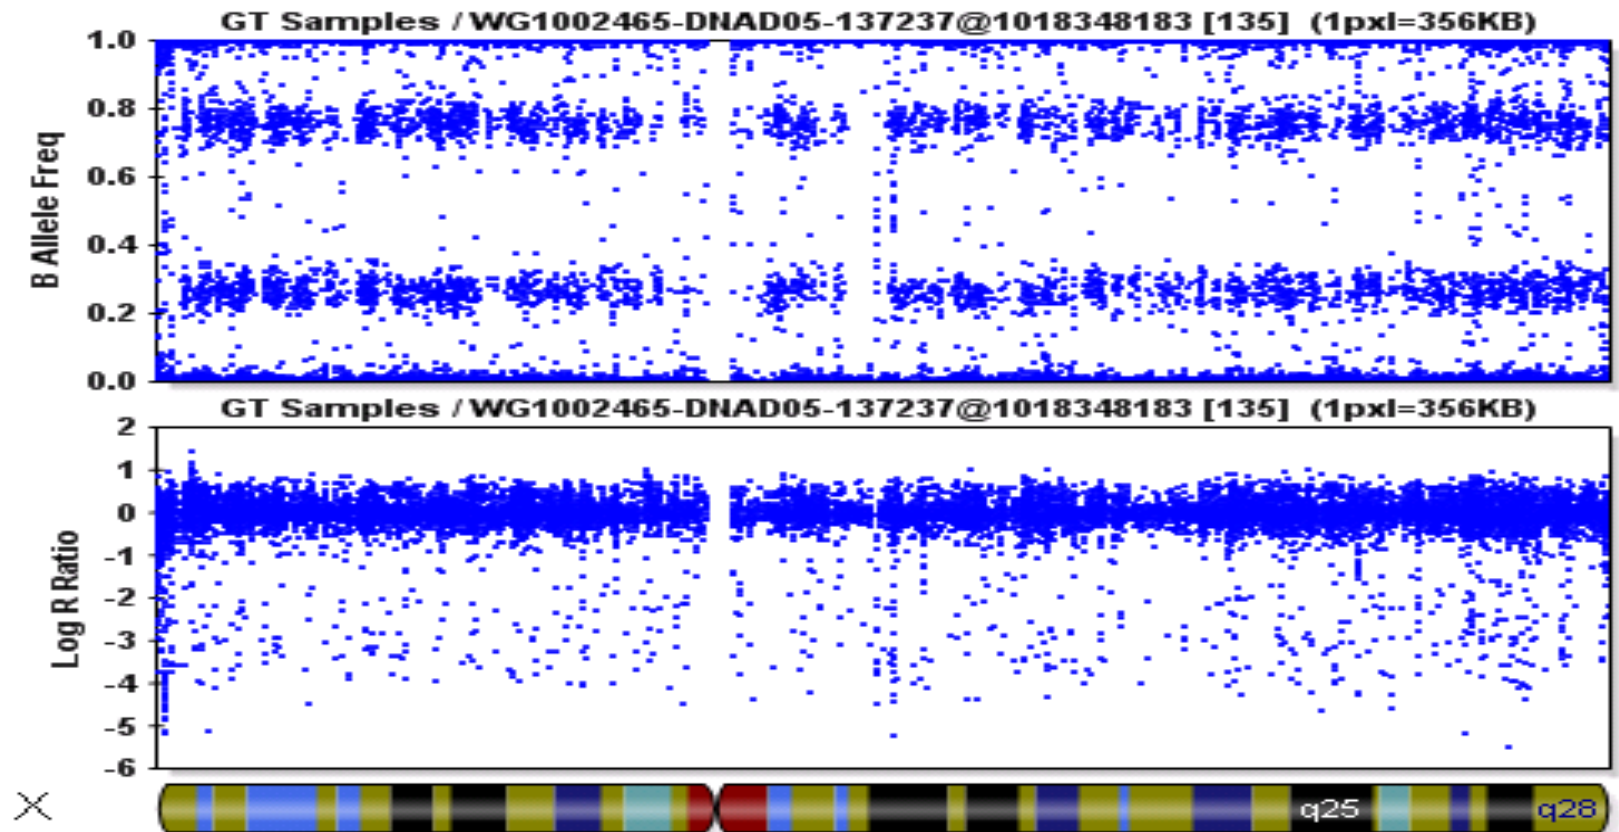 GT Samples / WG1002465-DNAD05-137237@1018348183 [135] (1pxl=356KB)
1.0
0.8
0.6
0.4
0.2
0.0
B Allele Freq
GT Samples / WG1002465-DNAD05-137237@1018348183 [135] (1pxl=356KB)
2
1
0
-1
-2
-3
-4
-5
-6
Log R Ratio
X
q25
q28